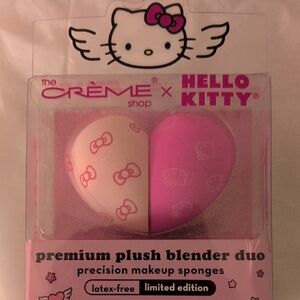 the
CRÈME®
shop
×
HELLO
KITTY®
premium plush blender duo
precision makeup sponges
latex-free limited edition